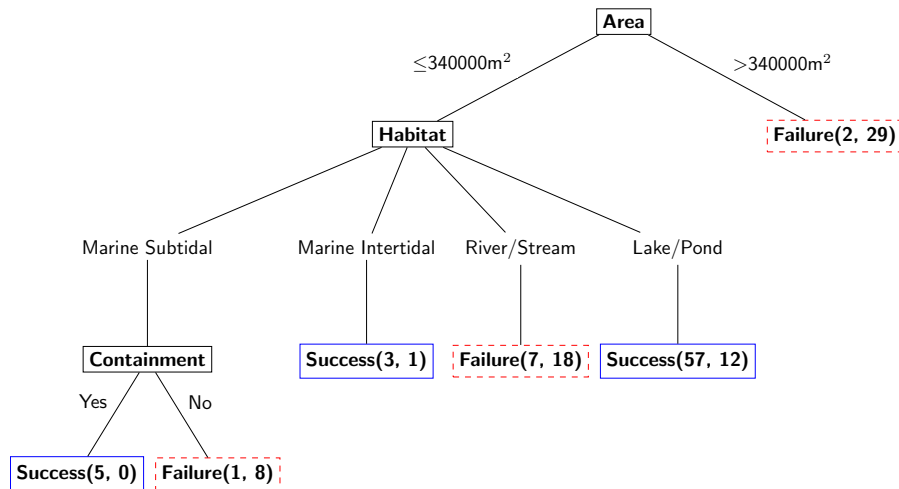 Area
≤340000m²
>340000m²
Habitat
Failure(2, 29)
Marine Subtidal
Marine Intertidal
River/Stream
Lake/Pond
Containment
Success(3, 1)
Failure(7, 18)
Success(57, 12)
Yes
No
Success(5, 0)
Failure(1, 8)